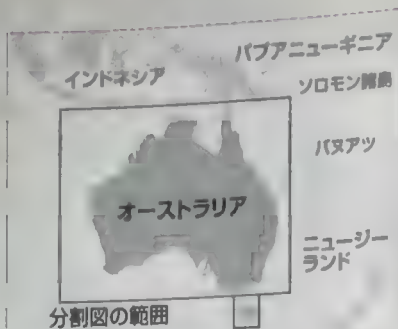 パプアニューギニア
インドネシア
ソロモン諸島
バヌアツ
オーストラリア
ニュージー
ランド
分割図の範囲